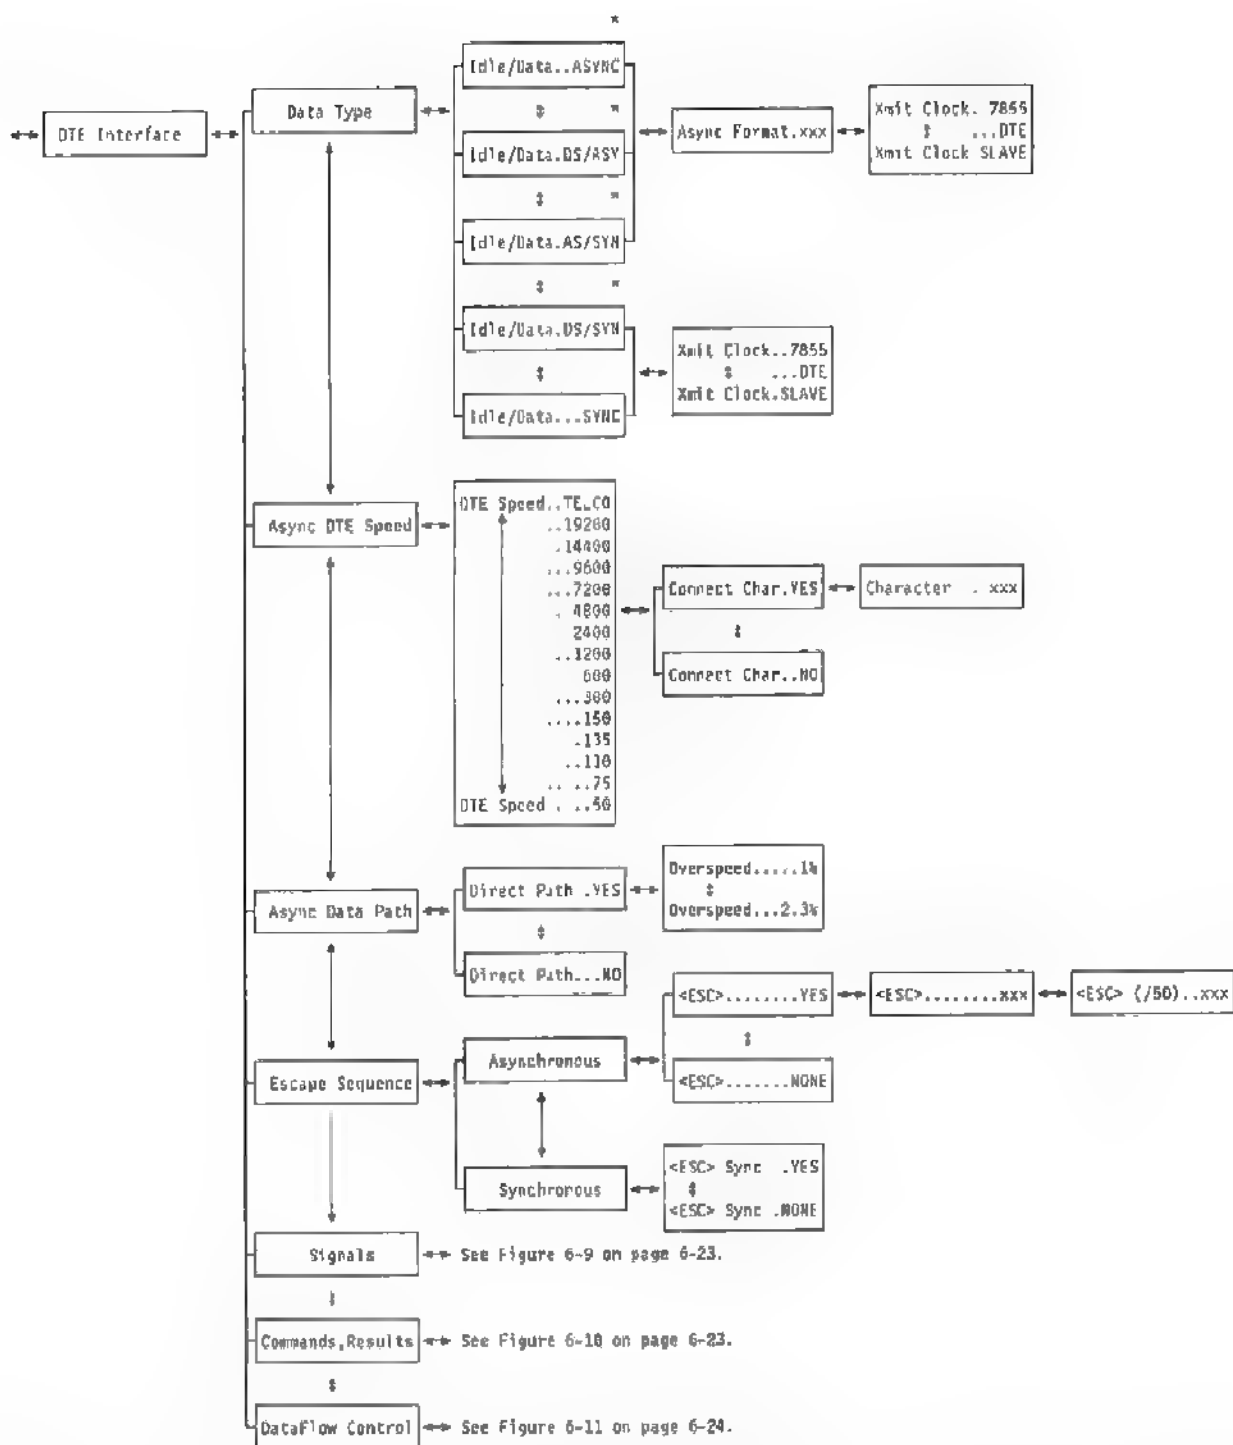 *
Idle/Data..ASYNC
DTE Interface
Data Type
*
Async Format.xxx
Xmit Clock. 7855
...DTE
Xmit Clock SLAVE
Idle/Data.DS/ASY
*
Idle/Data.AS/SYN
*
Idle/Data.DS/SYN
Xmit Clock..7855
...DTE
Xmit Clock.SLAVE
Idle/Data...SYNC
Async DTE Speed
DTE Speed..TELCO
..19200
.14400
...9600
...7200
. 4800
2400
..1200
600
...300
....150
.135
..110
.. ..75
DTE Speed . ..50
Connect Char.YES
Character . xxx
Connect Char..NO
Async Data Path
Direct Path .YES
Overspeed.....1%
Overspeed...2.3%
Direct Path...NO
Escape Sequence
Asynchronous
<ESC>........YES
<ESC>........xxx
<ESC> (/50)..xxx
<ESC>.......NONE
Synchronous
<ESC> Sync .YES
<ESC> Sync .NONE
Signals
See Figure 6-9 on page 6-23.
Commands,Results
See Figure 6-10 on page 6-23.
DataFlow Control
See Figure 6-11 on page 6-24.